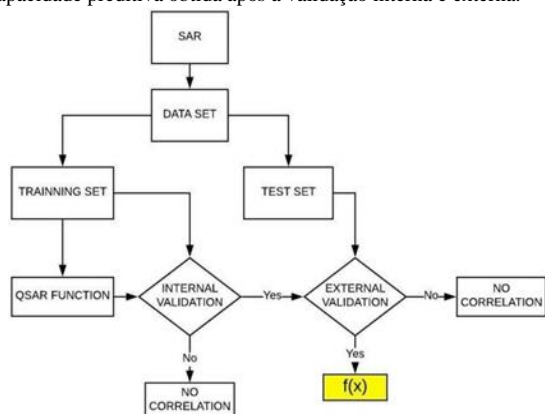 capacidade preditiva obtida após a validação interna e externa.
SAR
DATA SET
TRAINNING SET
TEST SET
QSAR FUNCTION
INTERNAL
VALIDATION
Yes
EXTERNAL
VALIDATION
No
NO
CORRELATION
No
Yes
NO
CORRELATION
f(x)